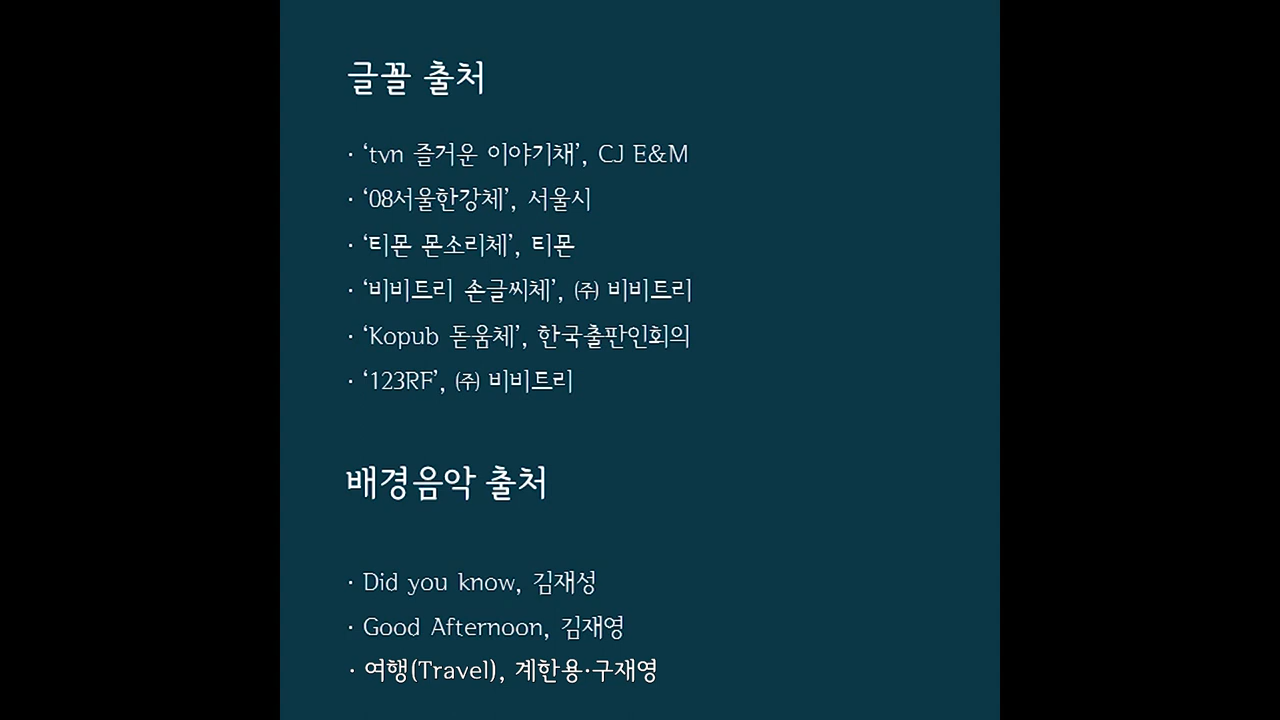 글꼴 출처
· ‘tvn 즐거운 이야기채’, CJ E&M
· ‘08서울한강체’, 서울시
· ‘티몬 몬소리체’, 티몬
· ‘비비트리 손글씨체’, ㈜ 비비트리
· ‘Kopub 돋움체’, 한국출판인회의
· ‘123RF’, ㈜ 비비트리
배경음악 출처
· Did you know, 김재성
· Good Afternoon, 김재영
· 여행(Travel), 계한용·구재영